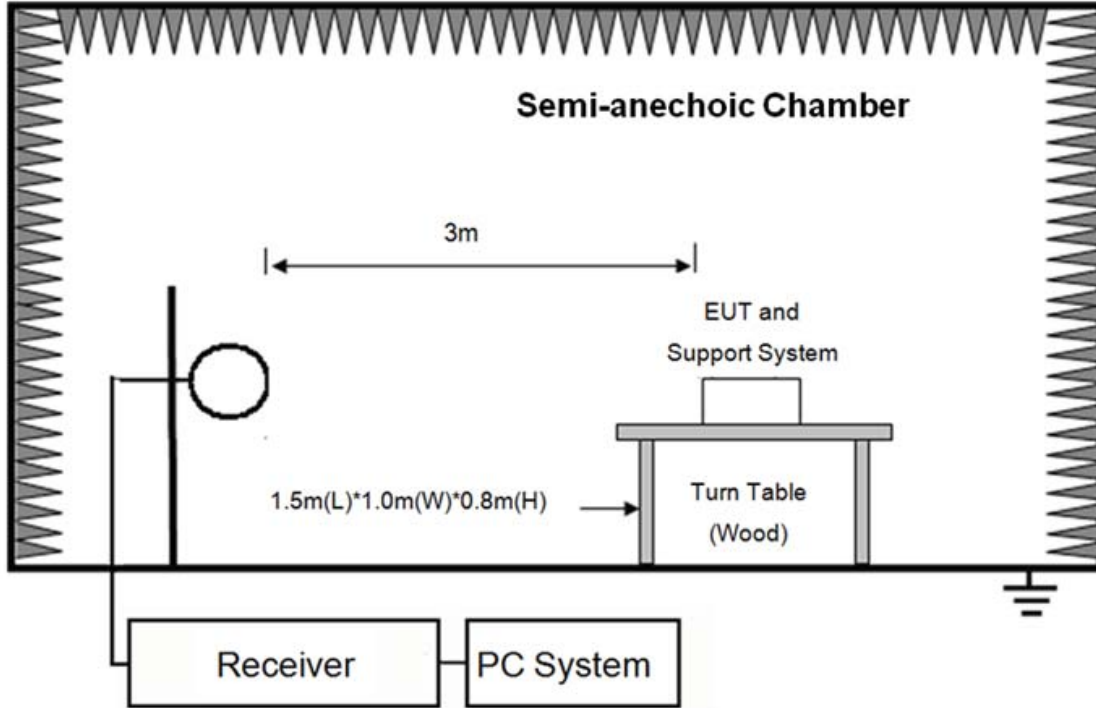 Semi-anechoic Chamber
3m
EUT and
Support System
1.5m(L)*1.0m(W)*0.8m(H)
Turn Table
(Wood)
Receiver
PC System